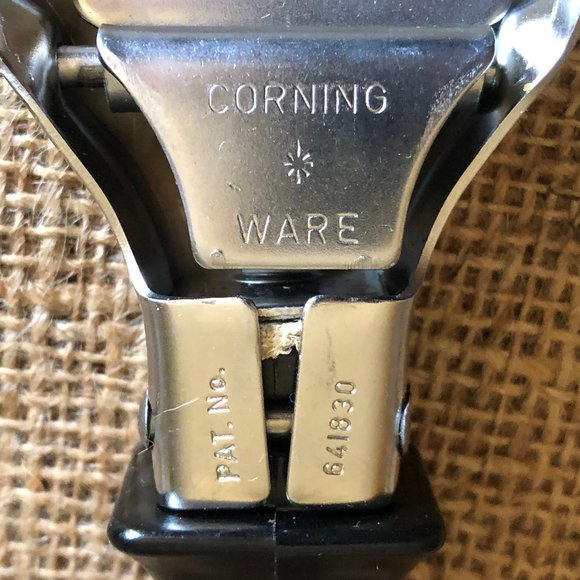 CORNING
WARE
PAT. No.
641830